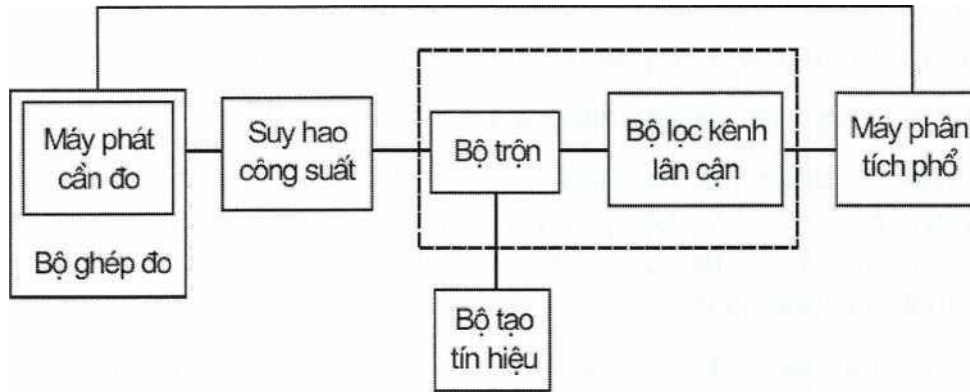 Máy phát
cần đo
Bộ ghép đo
Suy hao
công suất
Bộ trộn
Bộ lọc kênh
lân cận
Máy phân
tích phổ
Bộ tạo
tín hiệu